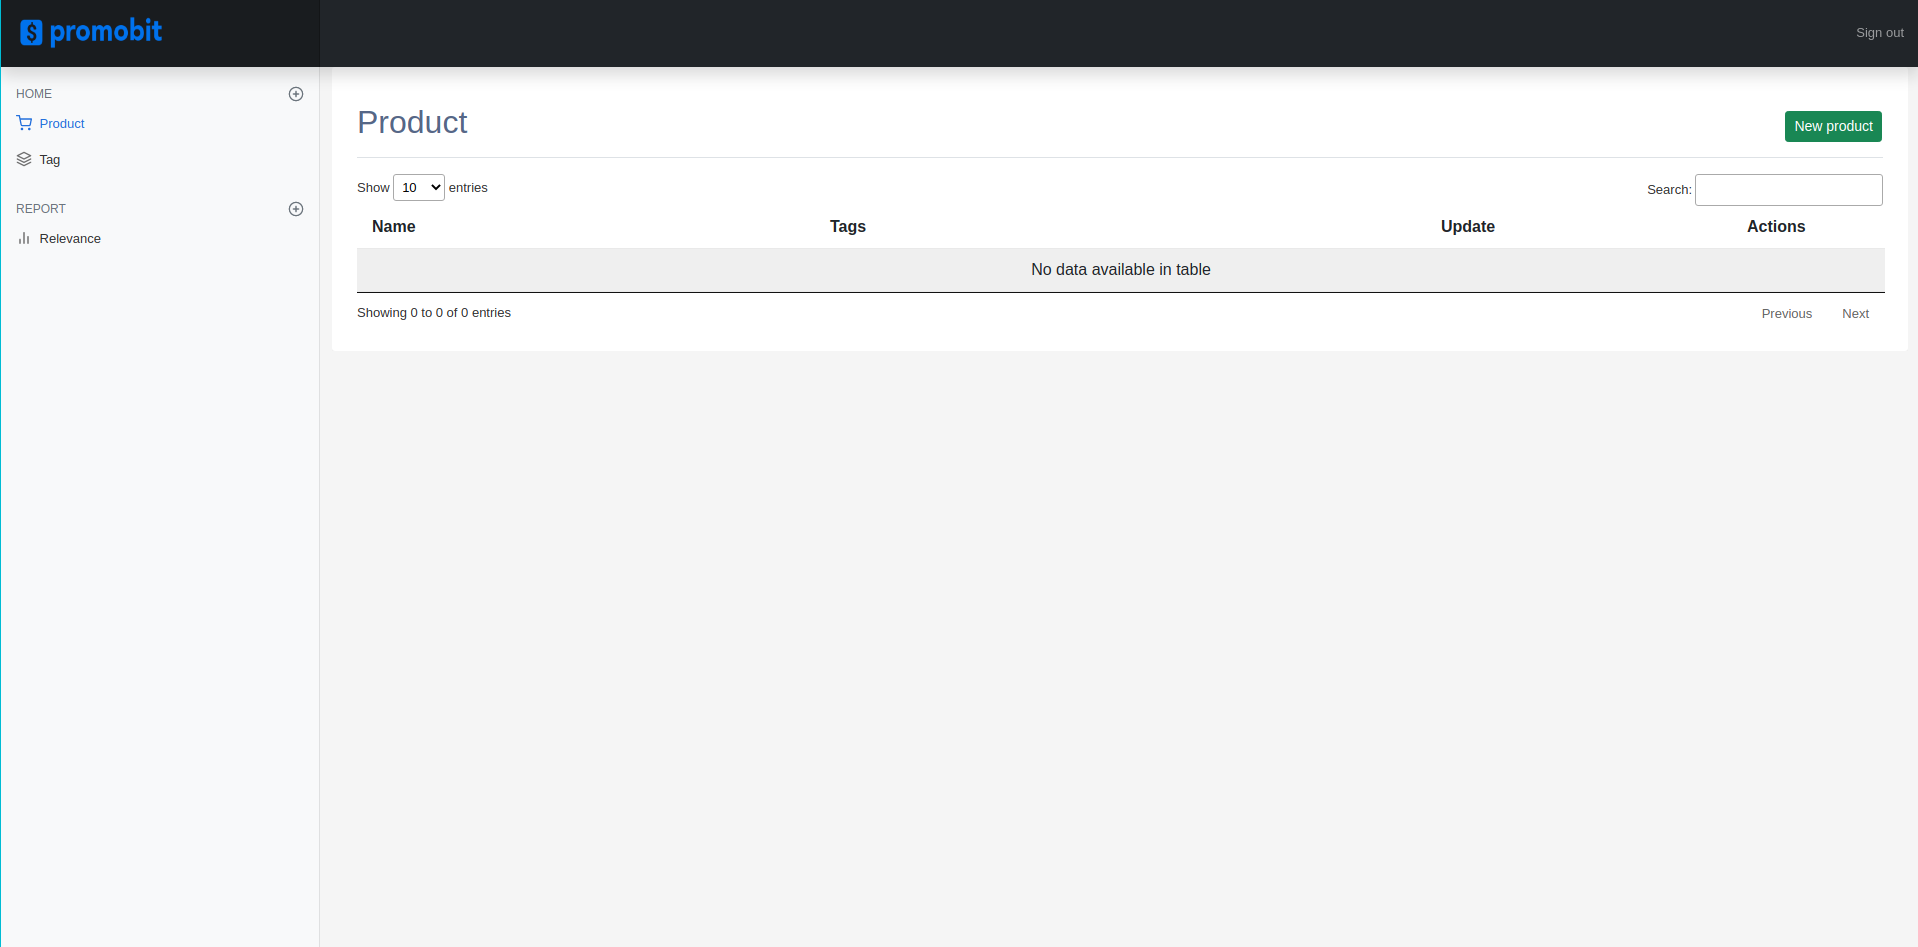 promobit
Sign out
HOME
Product
Tag
REPORT
Relevance
Product
New product
Show 10 entries
Search:
Name Tags Update Actions
No data available in table
Showing 0 to 0 of 0 entries
Previous Next